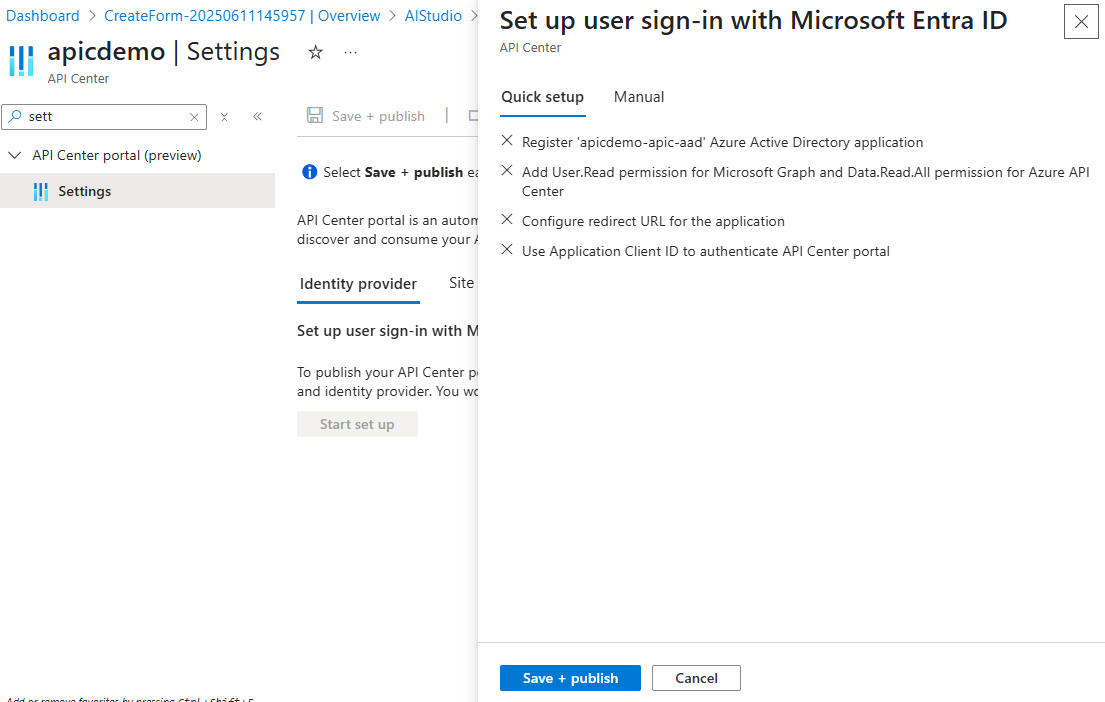 Dashboard > CreateForm-20250611145957 | Overview > AIStudio >
apicdemo | Settings
API Center
sett
API Center portal (preview)
Settings
Save + publish
Select Save + publish ea
API Center portal is an autom
discover and consume your A
Identity provider Site
Set up user sign-in with M
To publish your API Center p
and identity provider. You wo
Start set up
Add or remove favorites by pressing Ctrl+Shift+F
Set up user sign-in with Microsoft Entra ID
API Center
Quick setup Manual
Register 'apicdemo-apic-aad' Azure Active Directory application
Add User.Read permission for Microsoft Graph and Data.Read.All permission for Azure API
Center
Configure redirect URL for the application
Use Application Client ID to authenticate API Center portal
Save + publish Cancel